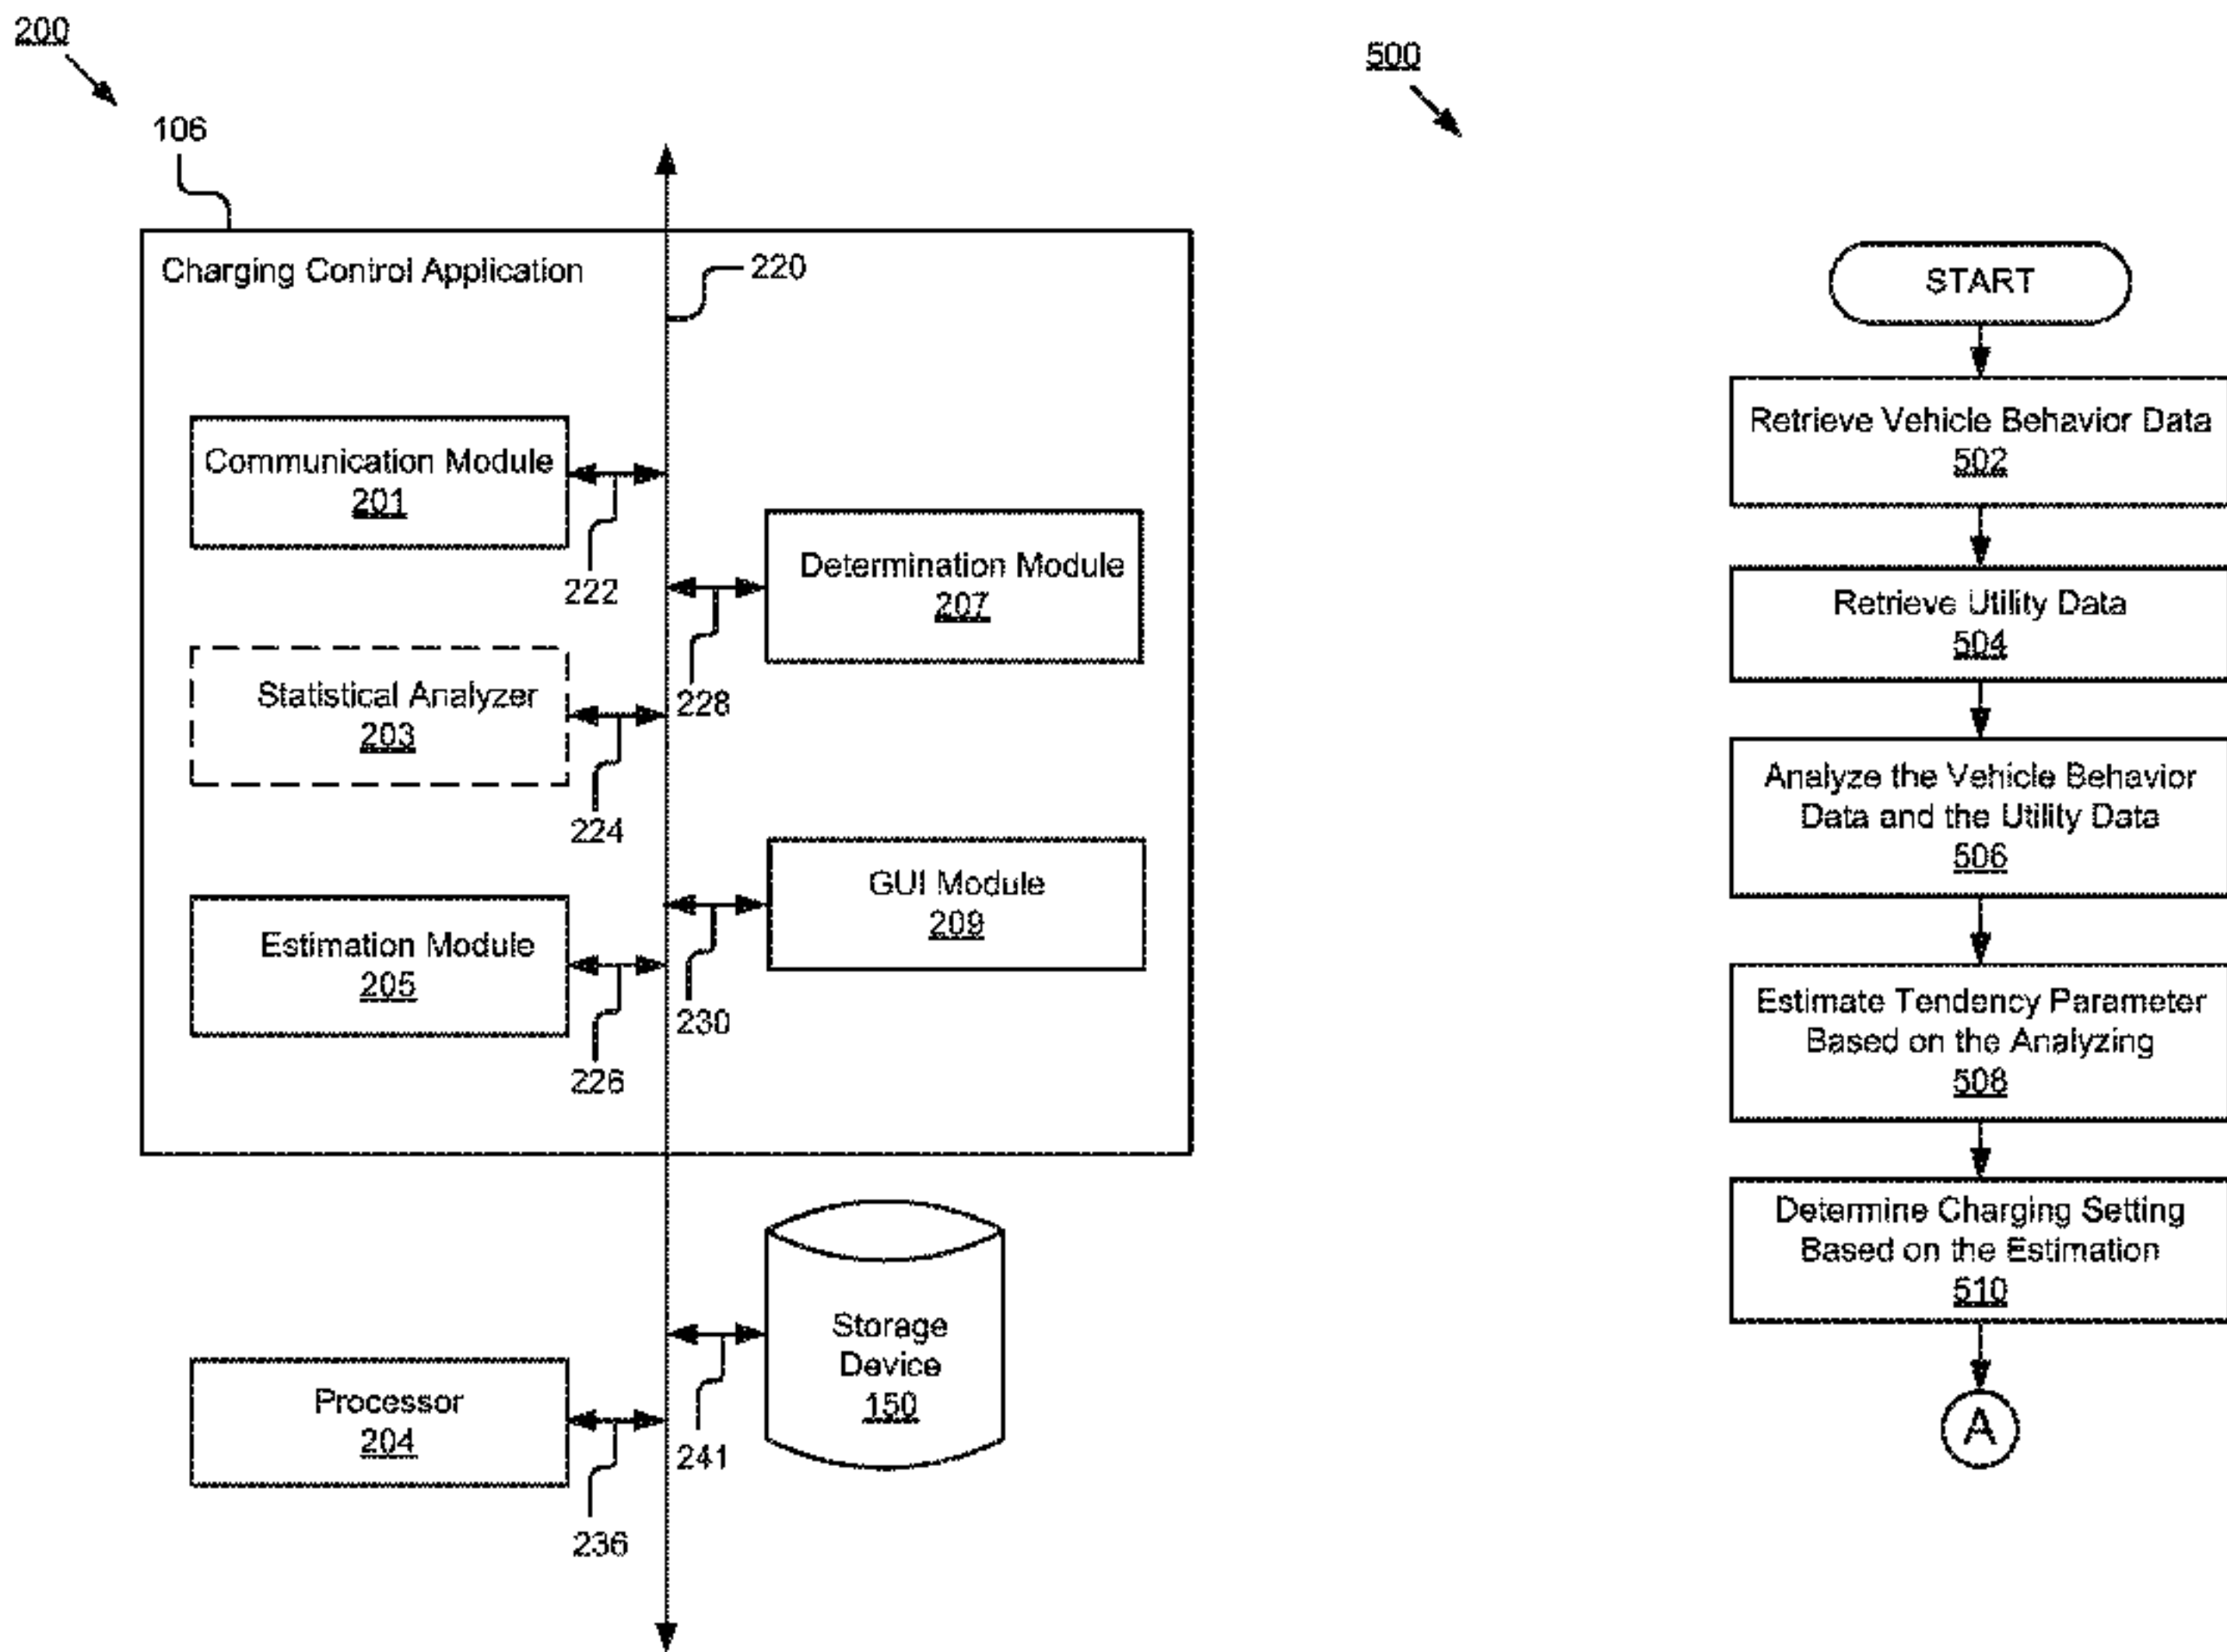 200
106
Charging Control Application
220
Communication Module
201
222
Determination Module
207
228
Statistical Analyzer
203
224
GUI Module
209
230
Estimation Module
205
226
Storage
Device
150
241
Processor
204
236
500
START
Retrieve Vehicle Behavior Data
502
Retrieve Utility Data
504
Analyze the Vehicle Behavior
Data and the Utility Data
506
Estimate Tendency Parameter
Based on the Analyzing
508
Determine Charging Setting
Based on the Estimation
510
A